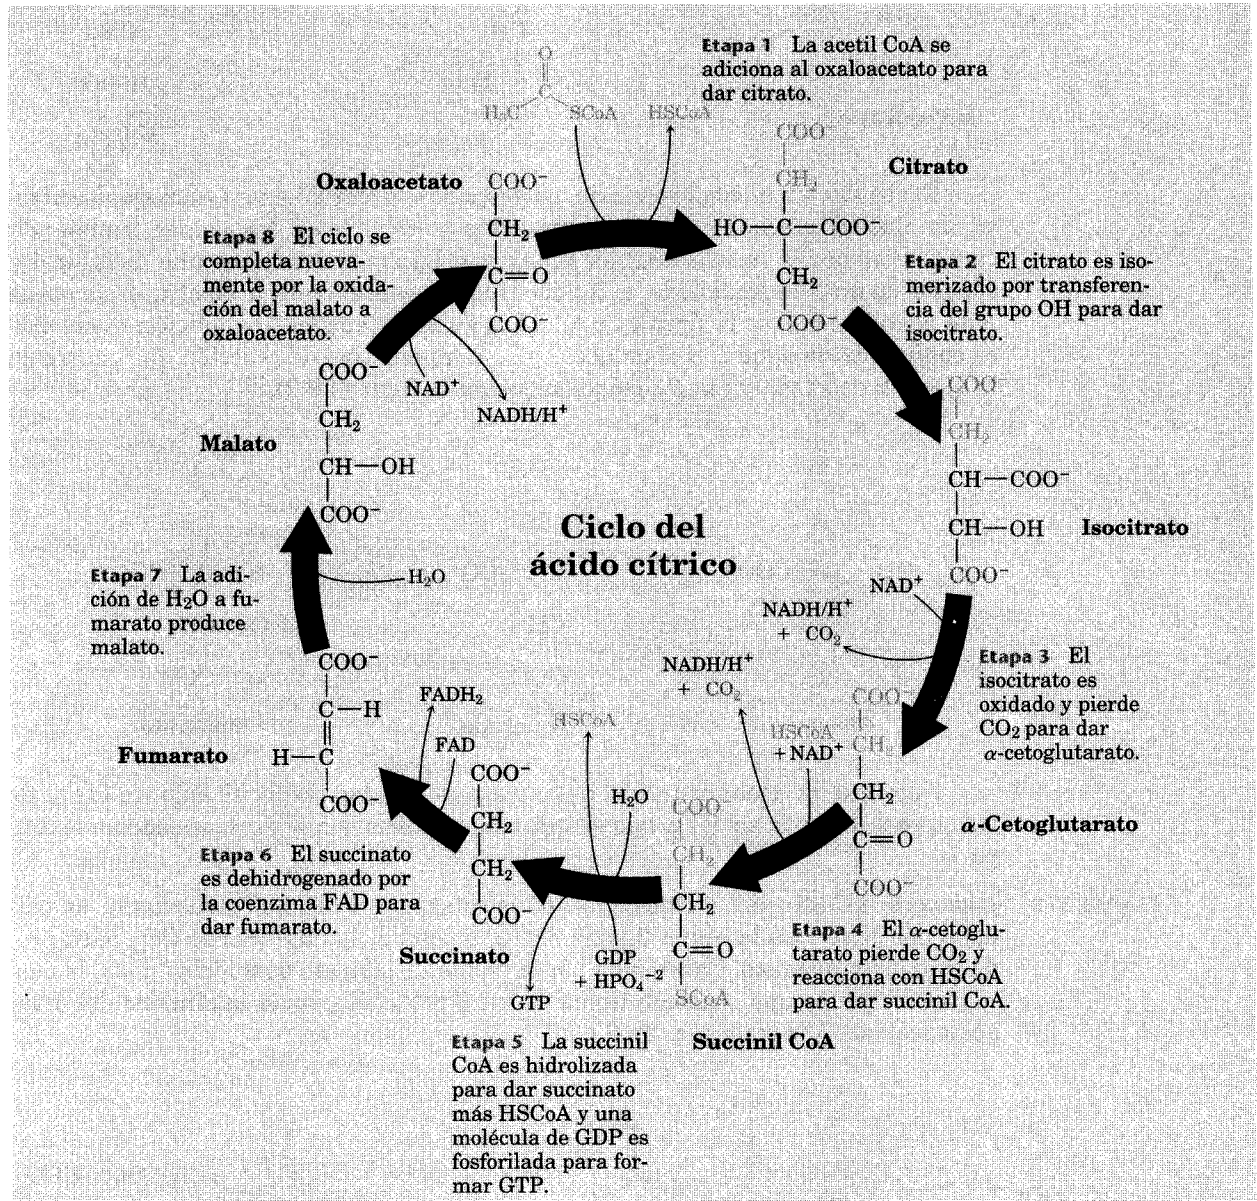 Etapa 1 La acetil CoA se
adiciona al oxaloacetato para
dar citrato.
O
C
H₃C
SCoA
HSCoA
Oxaloacetato
COO⁻
CH₂
C=O
COO⁻
Citrato
COO⁻
CH₂
HO—C—COO⁻
CH₂
COO⁻
Etapa 2 El citrato es iso-
merizado por transferen-
cia del grupo OH para dar
isocitrato.
COO⁻
CH₂
CH—COO⁻
CH—OH
COO⁻
Isocitrato
NAD⁺
NADH/H⁺
+ CO₂
Etapa 3 El
isocitrato es
oxidado y pierde
CO₂ para dar
α-cetoglutarato.
COO⁻
CH₂
CH₂
C=O
COO⁻
α-Cetoglutarato
HSCoA
+ NAD⁺
NADH/H⁺
+ CO₂
Etapa 4 El α-cetoglu-
tarato pierde CO₂ y
reacciona con HSCoA
para dar succinil CoA.
COO⁻
CH₂
CH₂
C=O
SCoA
Succinil CoA
H₂O
HSCoA
GDP
+ HPO₄⁻²
GTP
Etapa 5 La succinil
CoA es hidrolizada
para dar succinato
más HSCoA y una
molécula de GDP es
fosforilada para for-
mar GTP.
COO⁻
CH₂
CH₂
COO⁻
Succinato
FAD
FADH₂
Etapa 6 El succinato
es dehidrogenado por
la coenzima FAD para
dar fumarato.
COO⁻
C—H
H—C
COO⁻
Fumarato
H₂O
Etapa 7 La adi-
ción de H₂O a fu-
marato produce
malato.
COO⁻
CH₂
CH—OH
COO⁻
Malato
NAD⁺
NADH/H⁺
Etapa 8 El ciclo se
completa nueva-
mente por la oxida-
ción del malato a
oxaloacetato.
Ciclo del
ácido cítrico